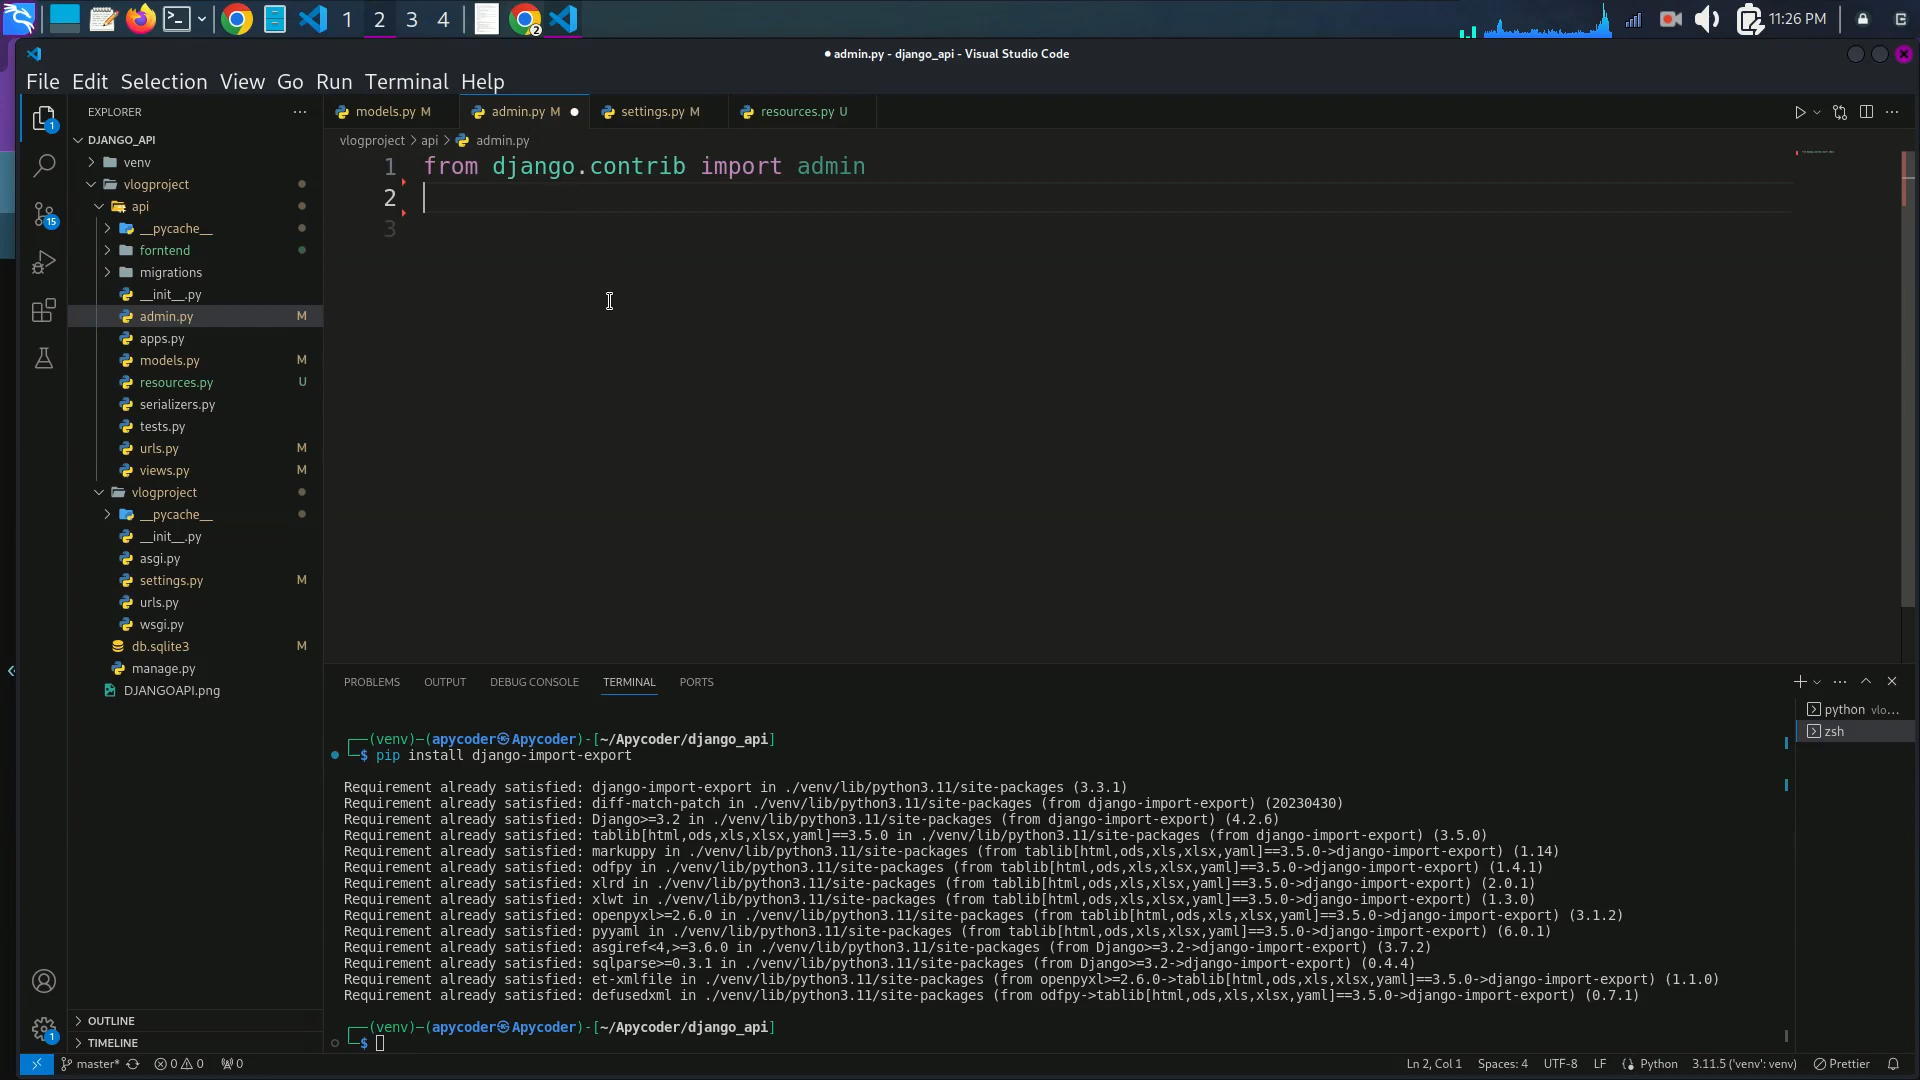 1 2 3 4
2
11:26 PM
● admin.py - django_api - Visual Studio Code
File Edit Selection View Go Run Terminal Help
EXPLORER
models.py M admin.py M settings.py M resources.py U
1
DJANGO_API
vlogproject > api > admin.py
venv
vlogproject
api
__pycache__
forntend
migrations
__init__.py
admin.py M
apps.py
models.py M
resources.py U
serializers.py
tests.py
urls.py M
views.py M
vlogproject
__pycache__
__init__.py
asgi.py
settings.py M
urls.py
wsgi.py
db.sqlite3 M
manage.py
DJANGOAPI.png
15
1 from django.contrib import admin
2
3
PROBLEMS OUTPUT DEBUG CONSOLE TERMINAL PORTS
python vlo...
zsh
┌──(venv)─(apycoder㉿Apycoder)-[~/Apycoder/django_api]
└─$ pip install django-import-export
Requirement already satisfied: django-import-export in ./venv/lib/python3.11/site-packages (3.3.1)
Requirement already satisfied: diff-match-patch in ./venv/lib/python3.11/site-packages (from django-import-export) (20230430)
Requirement already satisfied: Django>=3.2 in ./venv/lib/python3.11/site-packages (from django-import-export) (4.2.6)
Requirement already satisfied: tablib[html,ods,xls,xlsx,yaml]==3.5.0 in ./venv/lib/python3.11/site-packages (from django-import-export) (3.5.0)
Requirement already satisfied: markuppy in ./venv/lib/python3.11/site-packages (from tablib[html,ods,xls,xlsx,yaml]==3.5.0->django-import-export) (1.14)
Requirement already satisfied: odfpy in ./venv/lib/python3.11/site-packages (from tablib[html,ods,xls,xlsx,yaml]==3.5.0->django-import-export) (1.4.1)
Requirement already satisfied: xlrd in ./venv/lib/python3.11/site-packages (from tablib[html,ods,xls,xlsx,yaml]==3.5.0->django-import-export) (2.0.1)
Requirement already satisfied: xlwt in ./venv/lib/python3.11/site-packages (from tablib[html,ods,xls,xlsx,yaml]==3.5.0->django-import-export) (1.3.0)
Requirement already satisfied: openpyxl>=2.6.0 in ./venv/lib/python3.11/site-packages (from tablib[html,ods,xls,xlsx,yaml]==3.5.0->django-import-export) (3.1.2)
Requirement already satisfied: pyyaml in ./venv/lib/python3.11/site-packages (from tablib[html,ods,xls,xlsx,yaml]==3.5.0->django-import-export) (6.0.1)
Requirement already satisfied: asgiref<4,>=3.6.0 in ./venv/lib/python3.11/site-packages (from Django>=3.2->django-import-export) (3.7.2)
Requirement already satisfied: sqlparse>=0.3.1 in ./venv/lib/python3.11/site-packages (from Django>=3.2->django-import-export) (0.4.4)
Requirement already satisfied: et-xmlfile in ./venv/lib/python3.11/site-packages (from openpyxl>=2.6.0->tablib[html,ods,xls,xlsx,yaml]==3.5.0->django-import-export) (1.1.0)
Requirement already satisfied: defusedxml in ./venv/lib/python3.11/site-packages (from odfpy->tablib[html,ods,xls,xlsx,yaml]==3.5.0->django-import-export) (0.7.1)
┌──(venv)─(apycoder㉿Apycoder)-[~/Apycoder/django_api]
└─$
OUTLINE
1
TIMELINE
master* 0 0 0 Ln 2, Col 1 Spaces: 4 UTF-8 LF Python 3.11.5 ('venv': venv) Prettier